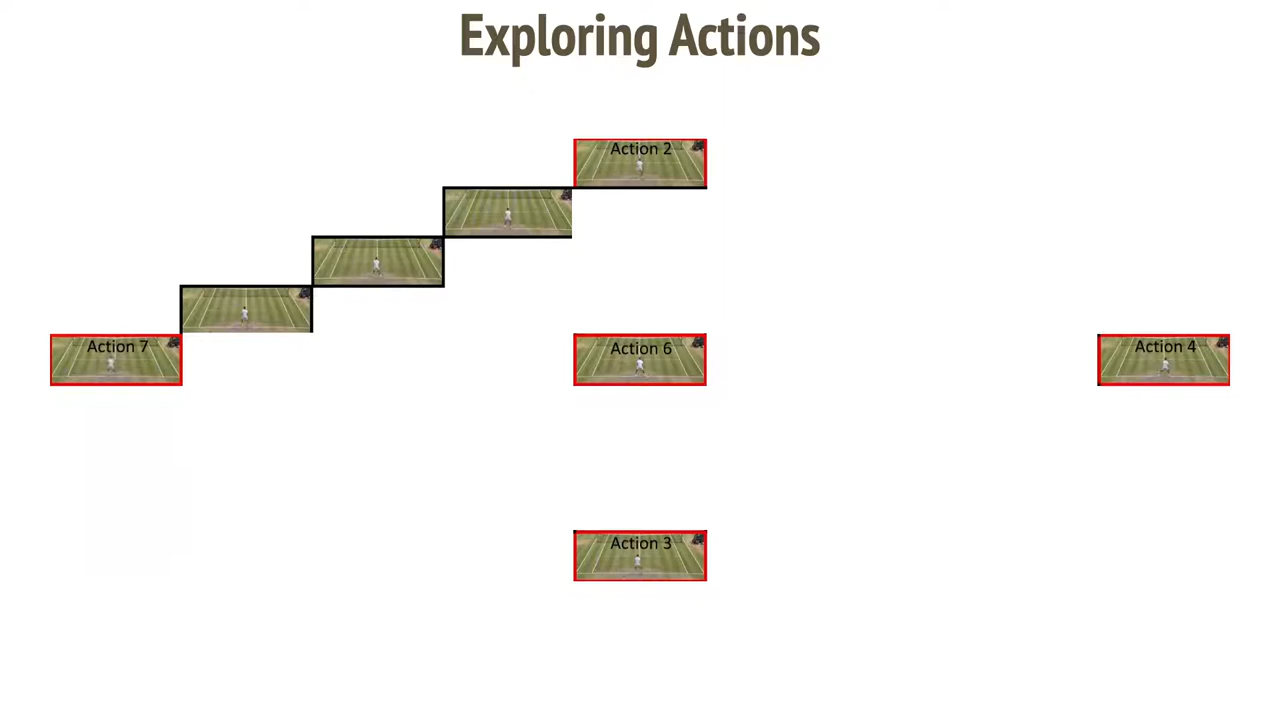 Exploring Actions
Action 2
Action 7
Action 6
Action 4
Action 3